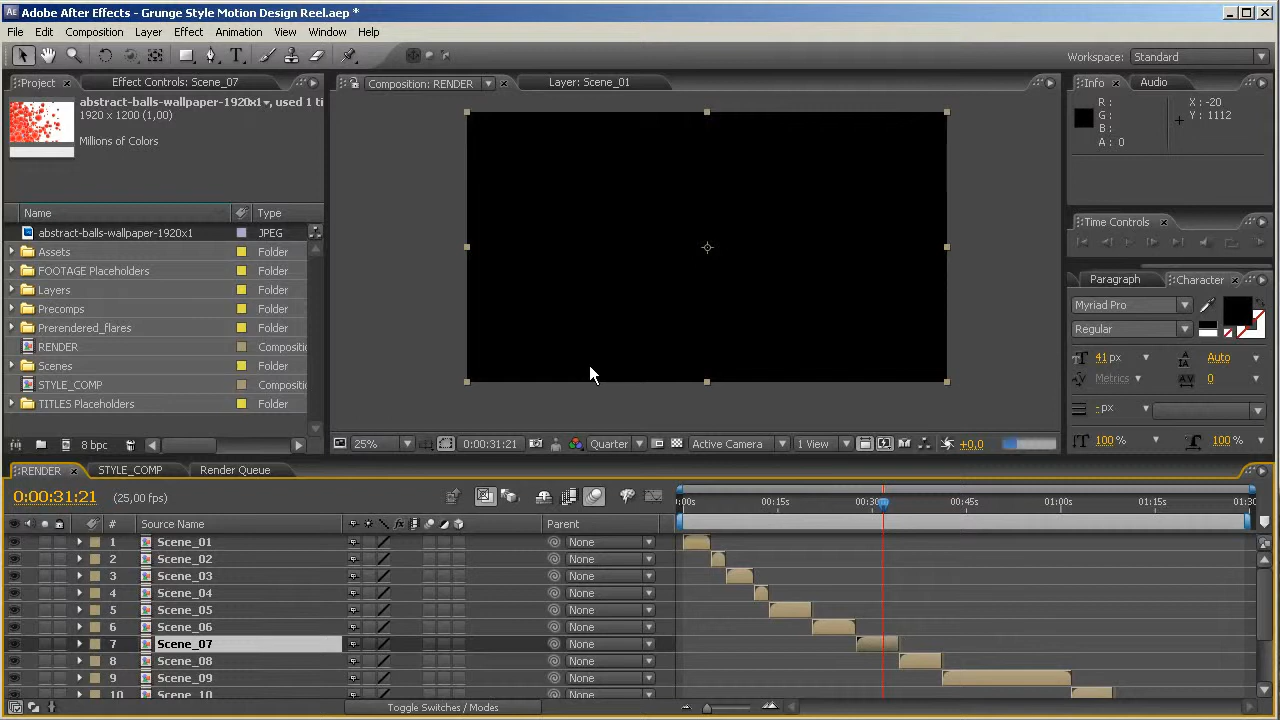 Adobe After Effects - Grunge Style Motion Design Reel.aep *
File Edit Composition Layer Effect Animation View Window Help
Workspace: Standard
Project Effect Controls: Scene_07
Composition: RENDER Layer: Scene_01
Info Audio
abstract-balls-wallpaper-1920x1, used 1 ti
1920 x 1200 (1,00)
Millions of Colors
R :
G :
B :
A : 0
X : -20
Y : 1112
Name Type
abstract-balls-wallpaper-1920x1 JPEG
Assets Folder
FOOTAGE Placeholders Folder
Layers Folder
Precomps Folder
Prerendered_flares Folder
RENDER Compositi
Scenes Folder
STYLE_COMP Compositi
TITLES Placeholders Folder
8 bpc
Time Controls
Paragraph Character
Myriad Pro
Regular
41 px Auto
Metrics 0
- px
100 % 100 %
25% 0:00:31:21 Quarter Active Camera 1 View +0,0
RENDER STYLE_COMP Render Queue
0:00:31:21 (25,00 fps)
:00s 00:15s 00:30s 00:45s 01:00s 01:15s 01:30
# Source Name Parent
1 Scene_01 None
2 Scene_02 None
3 Scene_03 None
4 Scene_04 None
5 Scene_05 None
6 Scene_06 None
7 Scene_07 None
8 Scene_08 None
9 Scene_09 None
10 Scene_10 None
Toggle Switches / Modes